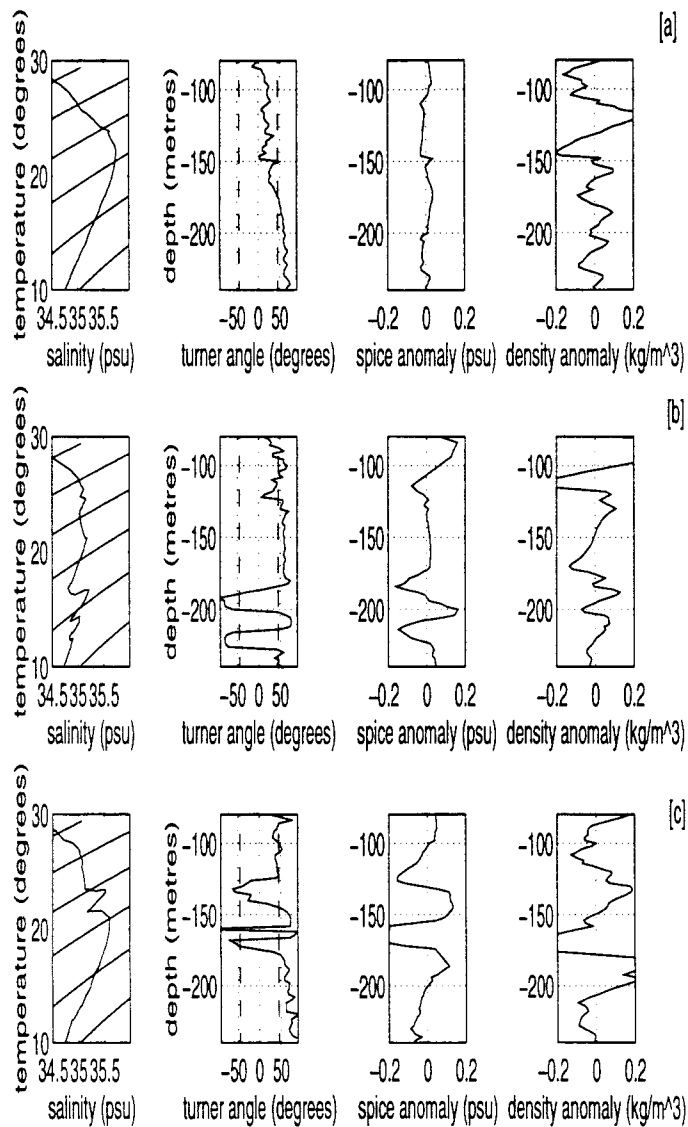 [a]
temperature (degrees)
30
20
10
34.5 35 35.5
salinity (psu)
depth (metres)
−100
−150
−200
−50 0 50
turner angle (degrees)
−100
−150
−200
−0.2 0 0.2
spice anomaly (psu)
−100
−150
−200
−0.2 0 0.2
density anomaly (kg/m^3)
[b]
temperature (degrees)
30
20
10
34.5 35 35.5
salinity (psu)
depth (metres)
−100
−150
−200
−50 0 50
turner angle (degrees)
−100
−150
−200
−0.2 0 0.2
spice anomaly (psu)
−100
−150
−200
−0.2 0 0.2
density anomaly (kg/m^3)
[c]
temperature (degrees)
30
20
10
34.5 35 35.5
salinity (psu)
depth (metres)
−100
−150
−200
−50 0 50
turner angle (degrees)
−100
−150
−200
−0.2 0 0.2
spice anomaly (psu)
−100
−150
−200
−0.2 0 0.2
density anomaly (kg/m^3)